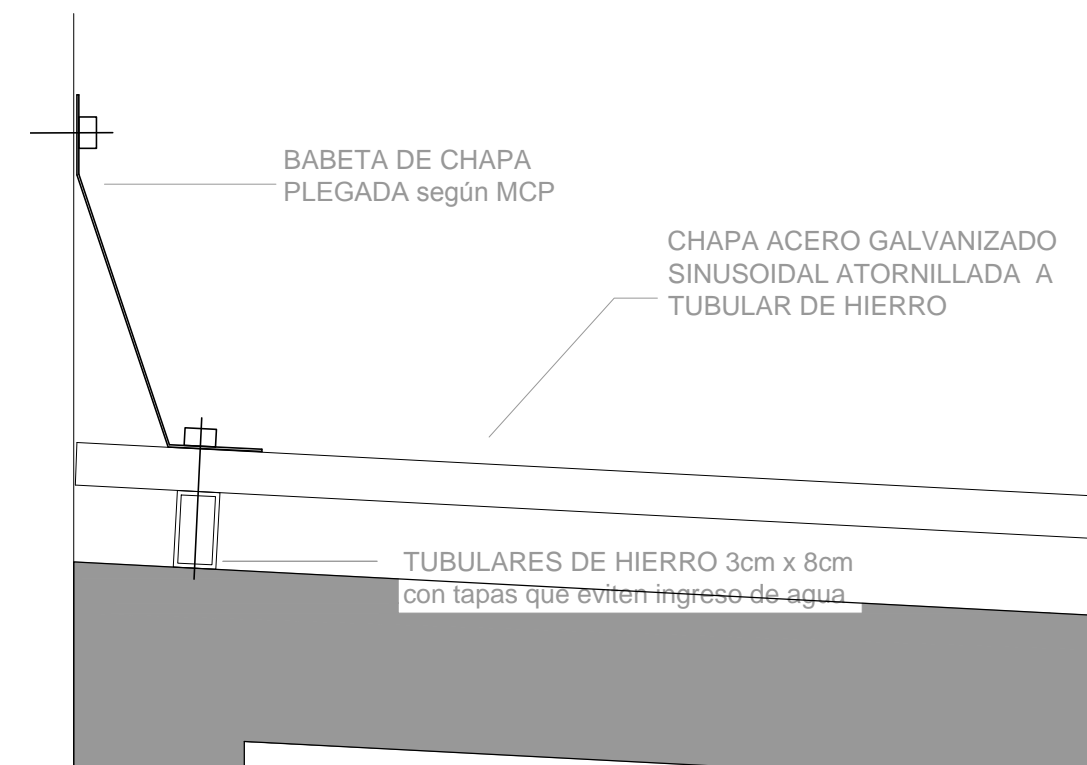 BABETA DE CHAPA
PLEGADA según MCP
CHAPA ACERO GALVANIZADO
SINUSOIDAL ATORNILLADA A
TUBULAR DE HIERRO
TUBULARES DE HIERRO 3cm x 8cm
con tapas que eviten ingreso de agua